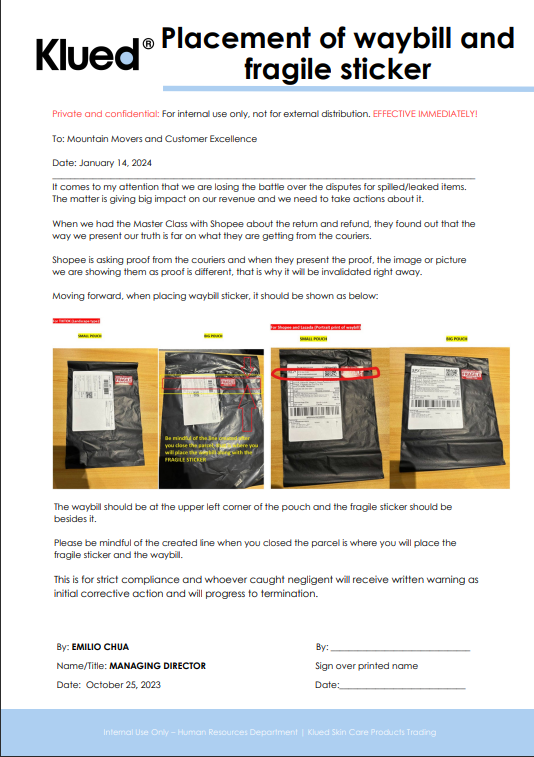 Klued®
Placement of waybill and
fragile sticker
Private and confidential: For internal use only, not for external distribution. EFFECTIVE IMMEDIATELY!
To: Mountain Movers and Customer Excellence
Date: January 14, 2024
It comes to my attention that we are losing the battle over the disputes for spilled/leaked items.
The matter is giving big impact on our revenue and we need to take actions about it.
When we had the Master Class with Shopee about the return and refund, they found out that the
way we present our truth is far on what they are getting from the couriers.
Shopee is asking proof from the couriers and when they present the proof, the image or picture
we are showing them as proof is different, that is why it will be invalidated right away.
Moving forward, when placing waybill sticker, it should be shown as below:
For TIKTOK (Landscape type)
SMALL POUCH
BIG POUCH
For Shopee and Lazada (Portrait print of waybill)
SMALL POUCH
BIG POUCH
FRAGILE
FRAGILE
Be mindful of the line created after
you close the parcel
where you
will place the waybill along with the
FRAGILE STICKER
The waybill should be at the upper left corner of the pouch and the fragile sticker should be
besides it.
Please be mindful of the created line when you closed the parcel is where you will place the
fragile sticker and the waybill.
This is for strict compliance and whoever caught negligent will receive written warning as
initial corrective action and will progress to termination.
By: EMILIO CHUA
Name/Title: MANAGING DIRECTOR
Date: October 25, 2023
By: ____________________________
Sign over printed name
Date:_________________________
Internal Use Only – Human Resources Department | Klued Skin Care Products Trading